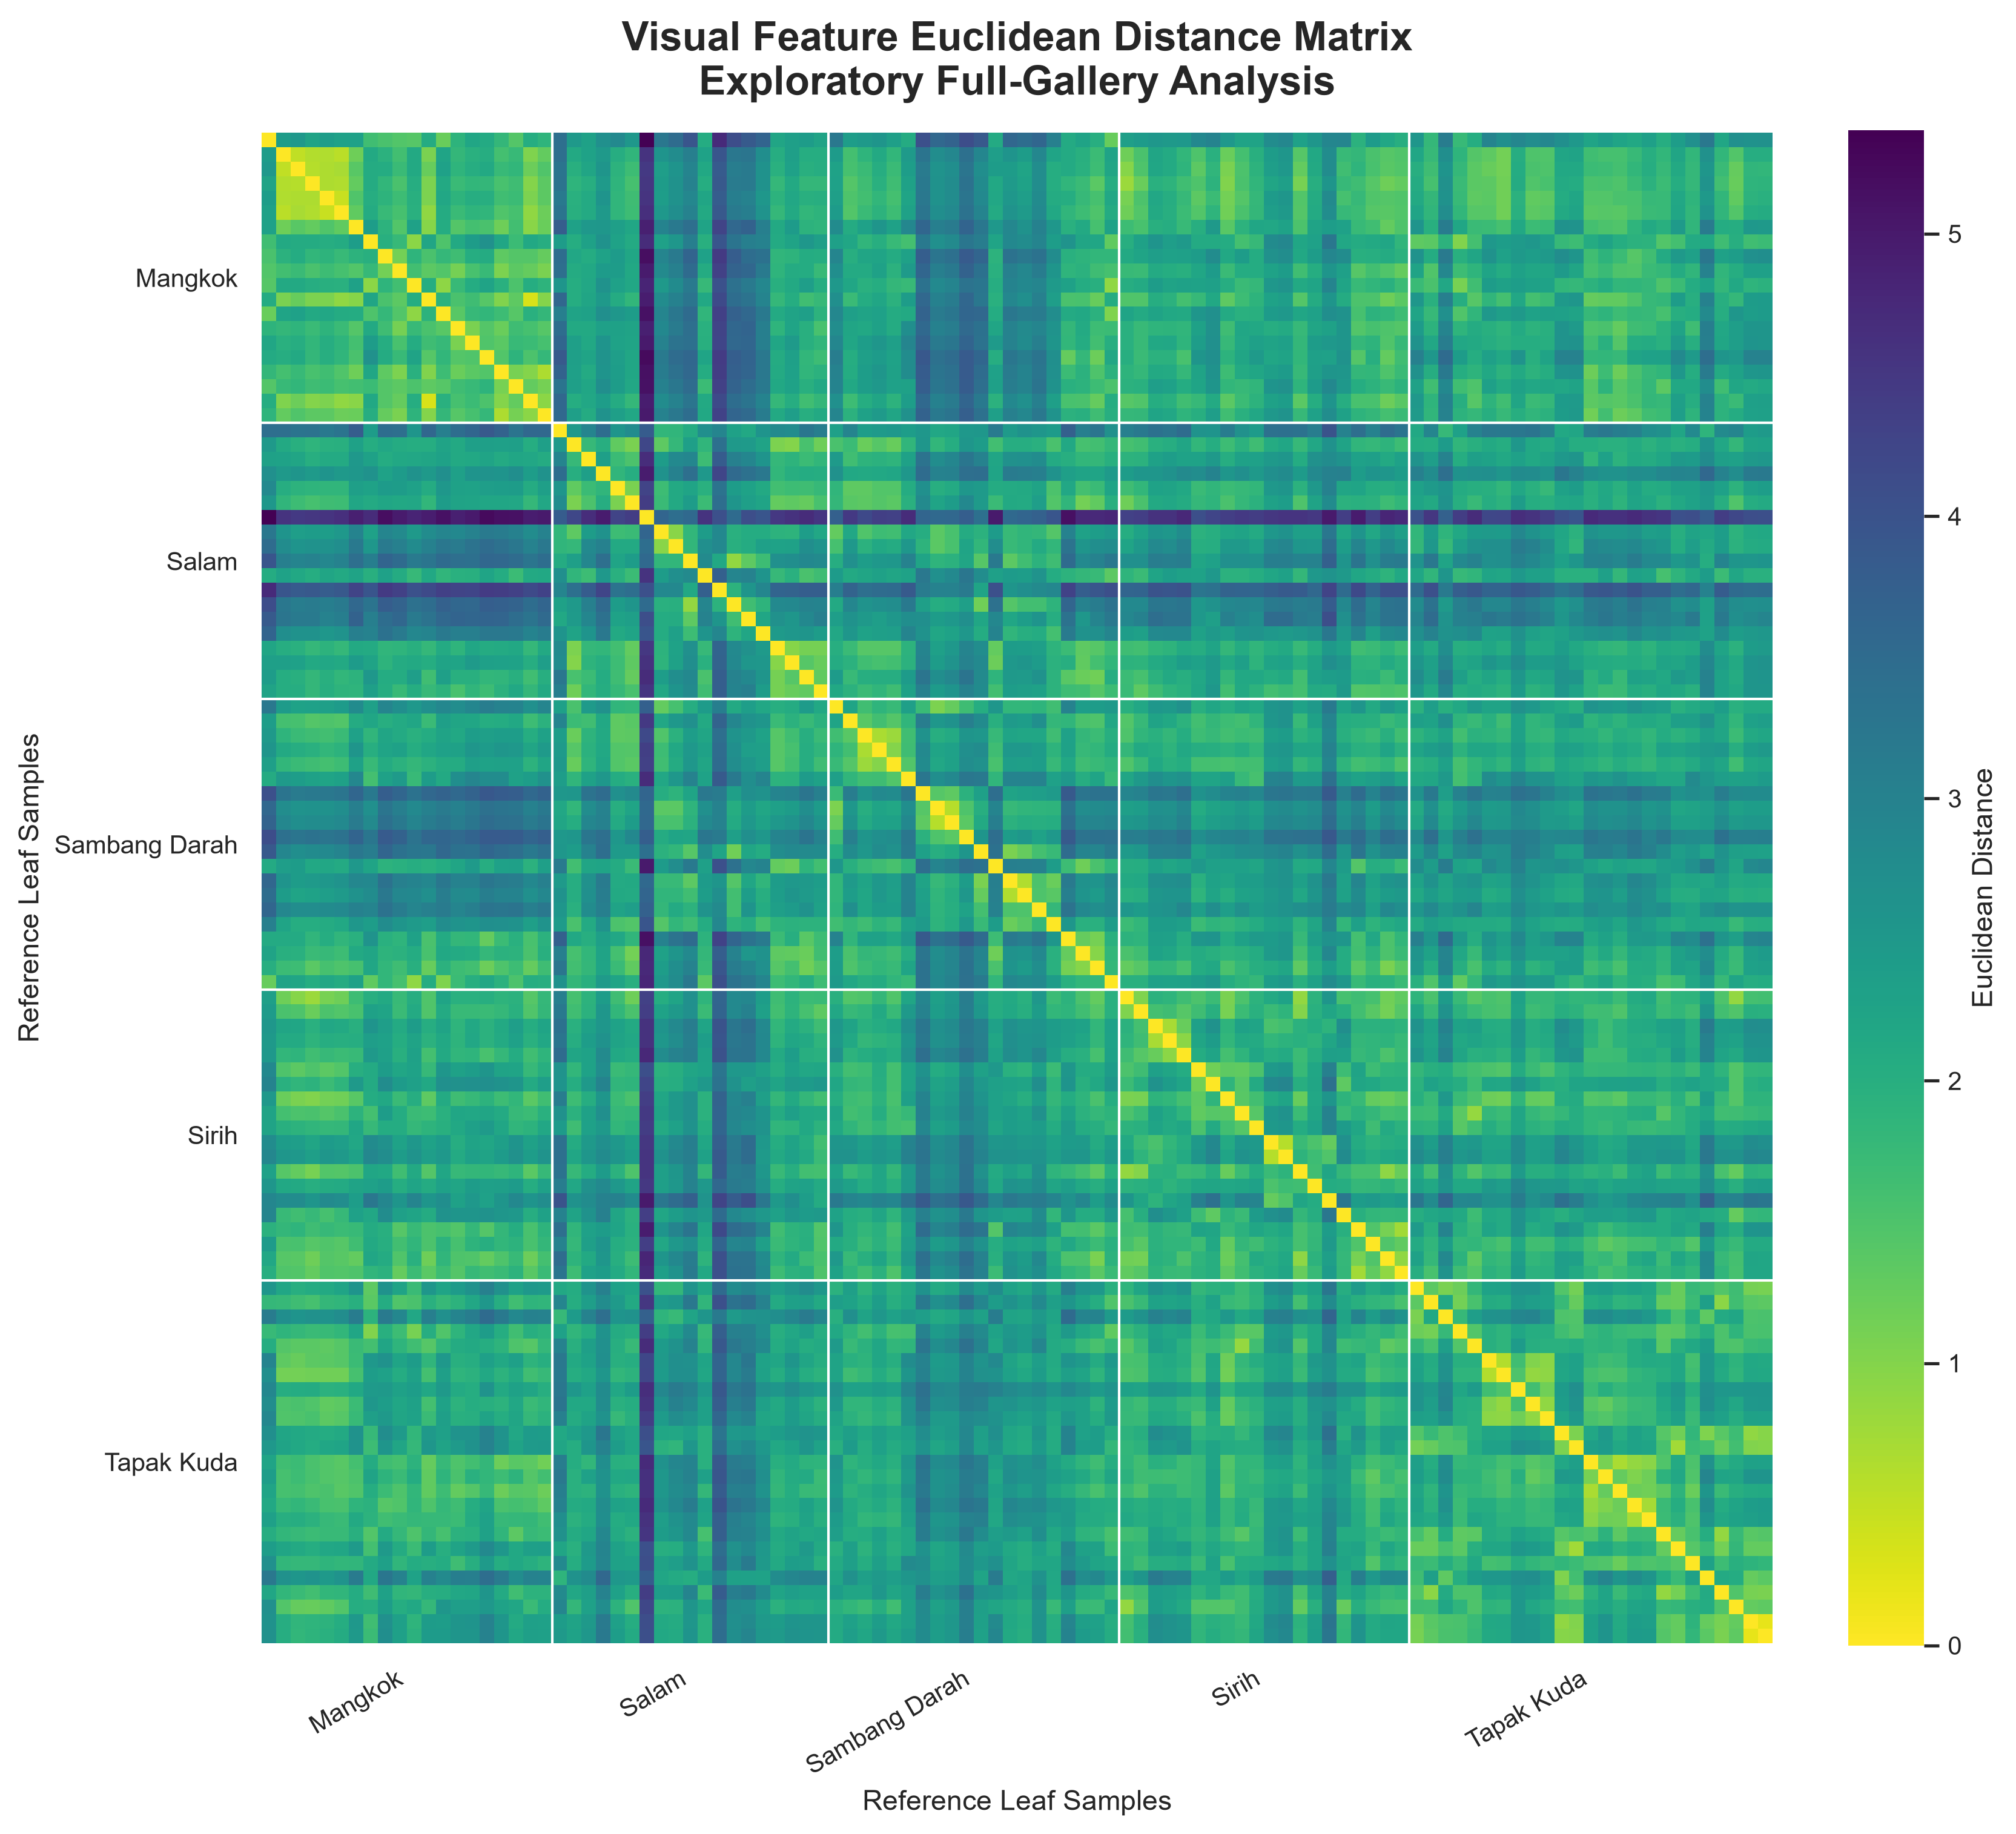 Visual Feature Euclidean Distance Matrix
Exploratory Full-Gallery Analysis
Reference Leaf Samples
Mangkok
Salam
Sambang Darah
Sirih
Tapak Kuda
Mangkok
Salam
Sambang Darah
Sirih
Tapak Kuda
Reference Leaf Samples
5
4
3
2
1
0
Euclidean Distance